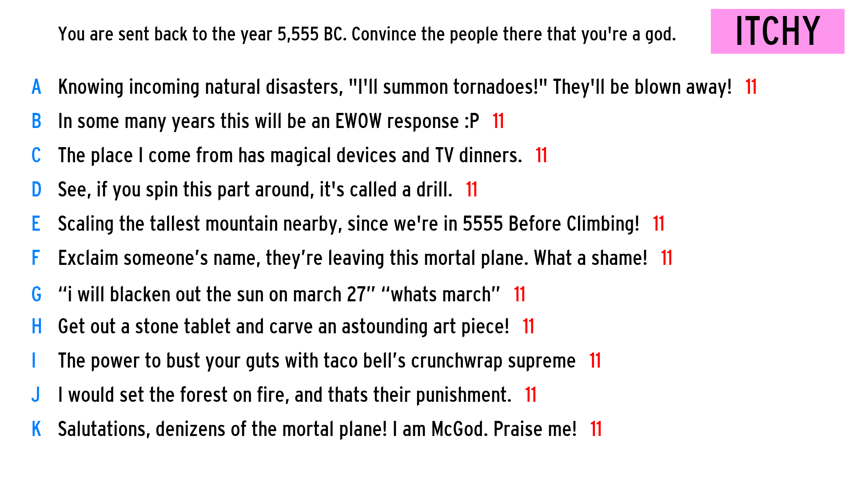 You are sent back to the year 5,555 BC. Convince the people there that you're a god.
ITCHY
A Knowing incoming natural disasters, "I'll summon tornadoes!" They'll be blown away! 11
B In some many years this will be an EWOW response :P 11
C The place I come from has magical devices and TV dinners. 11
D See, if you spin this part around, it's called a drill. 11
E Scaling the tallest mountain nearby, since we're in 5555 Before Climbing! 11
F Exclaim someone’s name, they’re leaving this mortal plane. What a shame! 11
G “i will blacken out the sun on march 27” “whats march” 11
H Get out a stone tablet and carve an astounding art piece! 11
I The power to bust your guts with taco bell’s crunchwrap supreme 11
J I would set the forest on fire, and thats their punishment. 11
K Salutations, denizens of the mortal plane! I am McGod. Praise me! 11